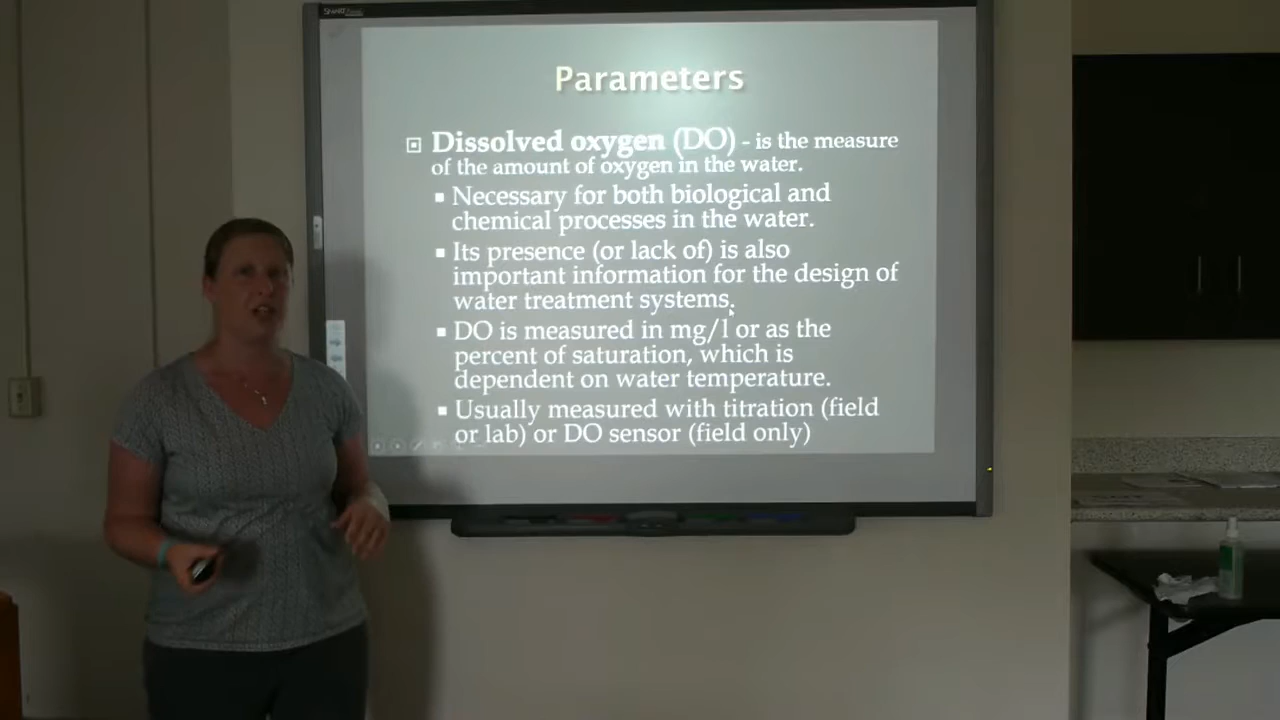 SMART
Parameters
Dissolved oxygen (DO) - is the measure
of the amount of oxygen in the water.
Necessary for both biological and
chemical processes in the water.
Its presence (or lack of) is also
important information for the design of
water treatment systems.
DO is measured in mg/l or as the
percent of saturation, which is
dependent on water temperature.
Usually measured with titration (field
or lab) or DO sensor (field only)